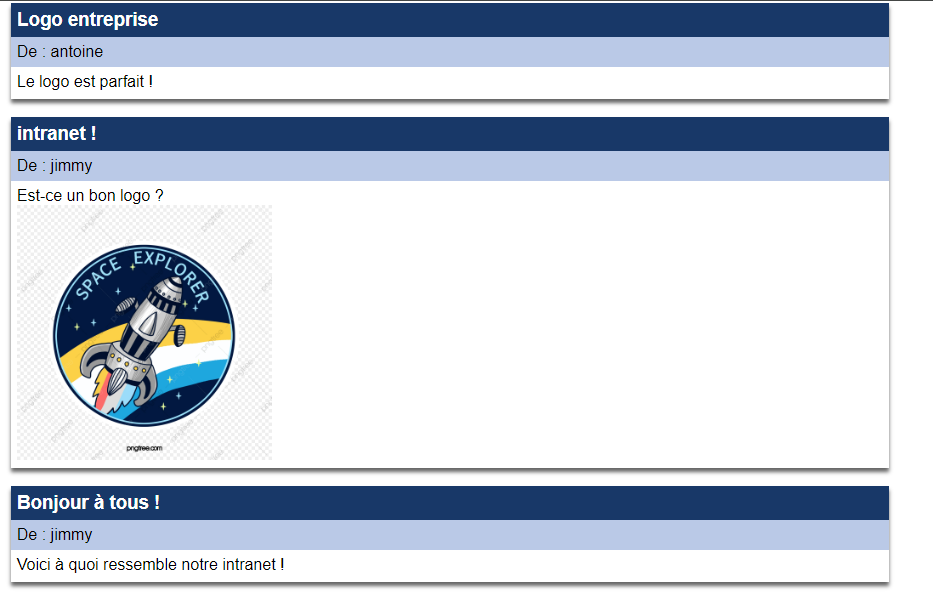 Logo entreprise
De : antoine
Le logo est parfait !
intranet !
De : jimmy
Est-ce un bon logo ?
SPACE EXPLORER
pngtree.com
Bonjour à tous !
De : jimmy
Voici à quoi ressemble notre intranet !